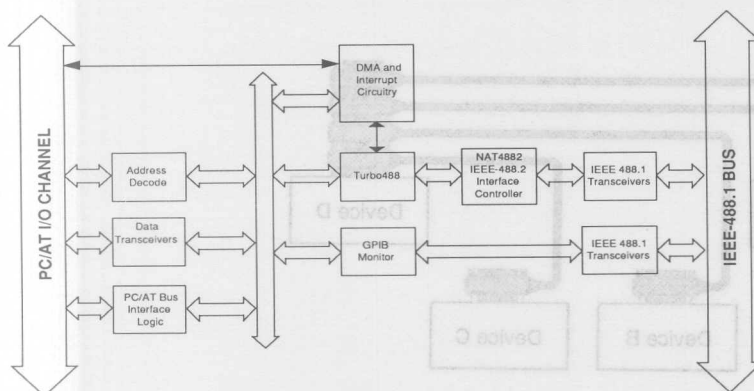 PC/AT I/O CHANNEL
DMA and
Interrupt
Circuitry
Address
Decode
Turbo488
NAT4882
IEEE-488.2
Interface
Controller
IEEE 488.1
Transceivers
Data
Transceivers
GPIB
Monitor
IEEE 488.1
Transceivers
PC/AT Bus
Interface
Logic
IEEE-488.1 BUS
Device D
Device C
Device B